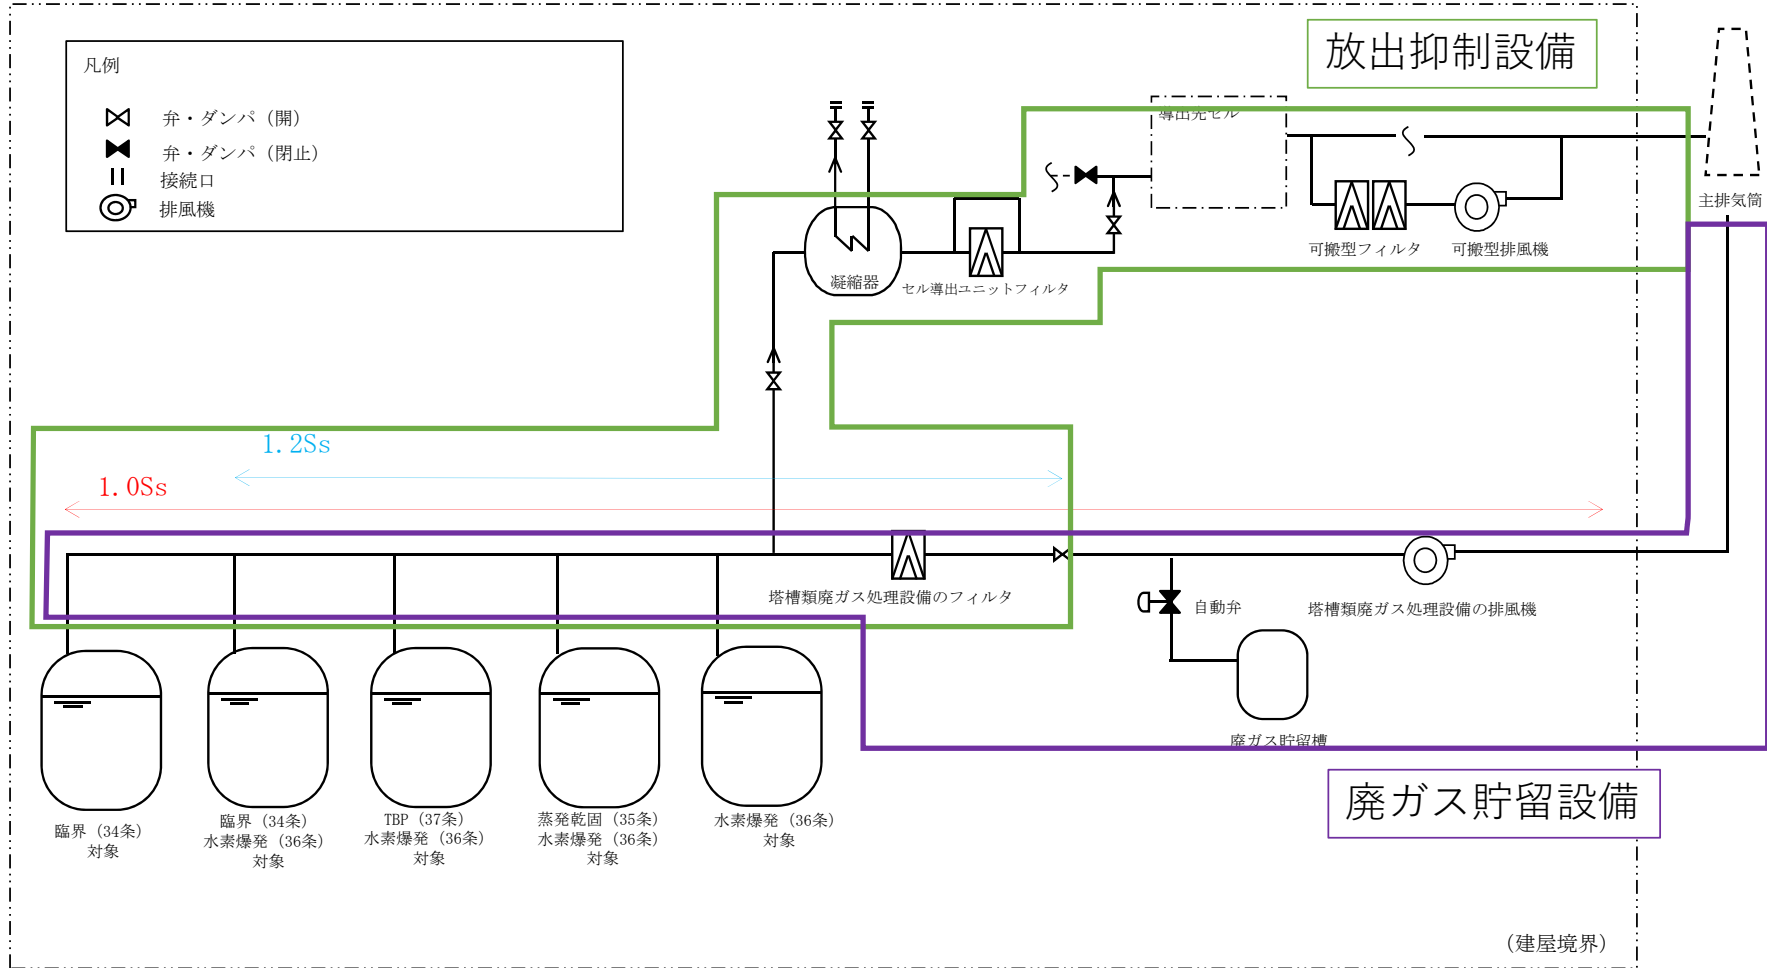 放出抑制設備
凡例
弁・ダンパ（開）
弁・ダンパ（閉止）
接続口
排風機
導出先セル
主排気筒
可搬型フィルタ
可搬型排風機
凝縮器
セル導出ユニットフィルタ
1.2Ss
1.0Ss
塔槽類廃ガス処理設備のフィルタ
自動弁
塔槽類廃ガス処理設備の排風機
廃ガス貯留槽
廃ガス貯留設備
臨界（34条）
対象
臨界（34条）
水素爆発（36条）
対象
TBP（37条）
水素爆発（36条）
対象
蒸発乾固（35条）
水素爆発（36条）
対象
水素爆発（36条）
対象
（建屋境界）